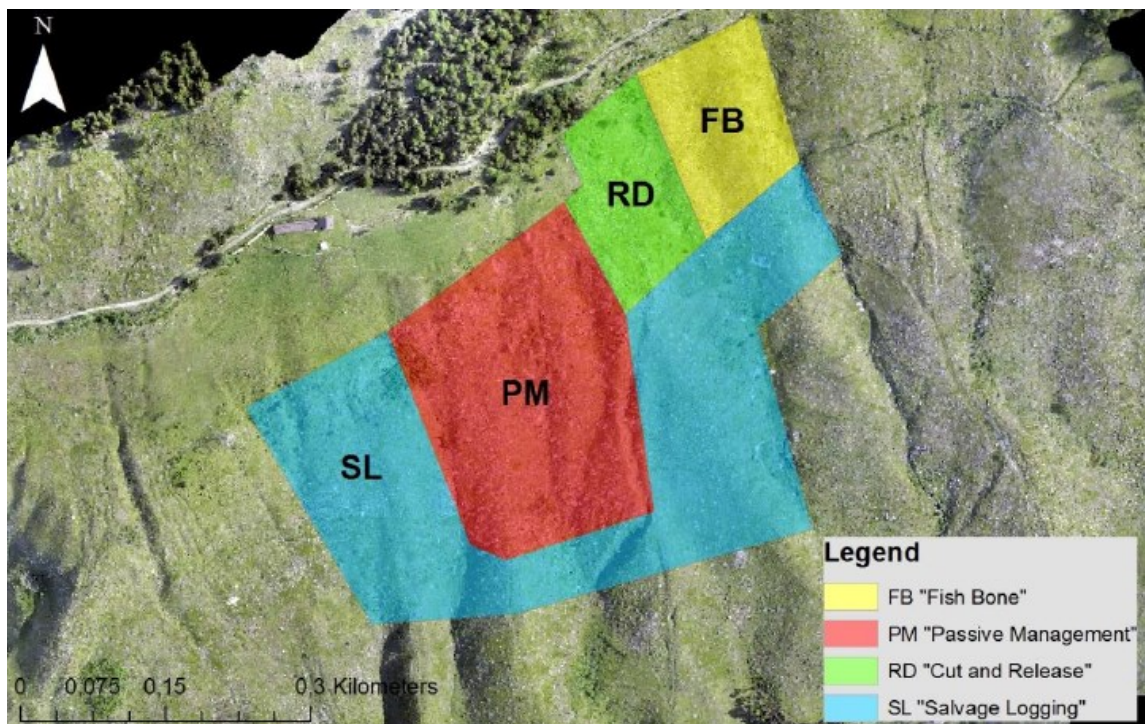 N
FB
RD
PM
SL
Legend
FB "Fish Bone"
PM "Passive Management"
RD "Cut and Release"
SL "Salvage Logging"
0 0.075 0.15 0.3 Kilometers